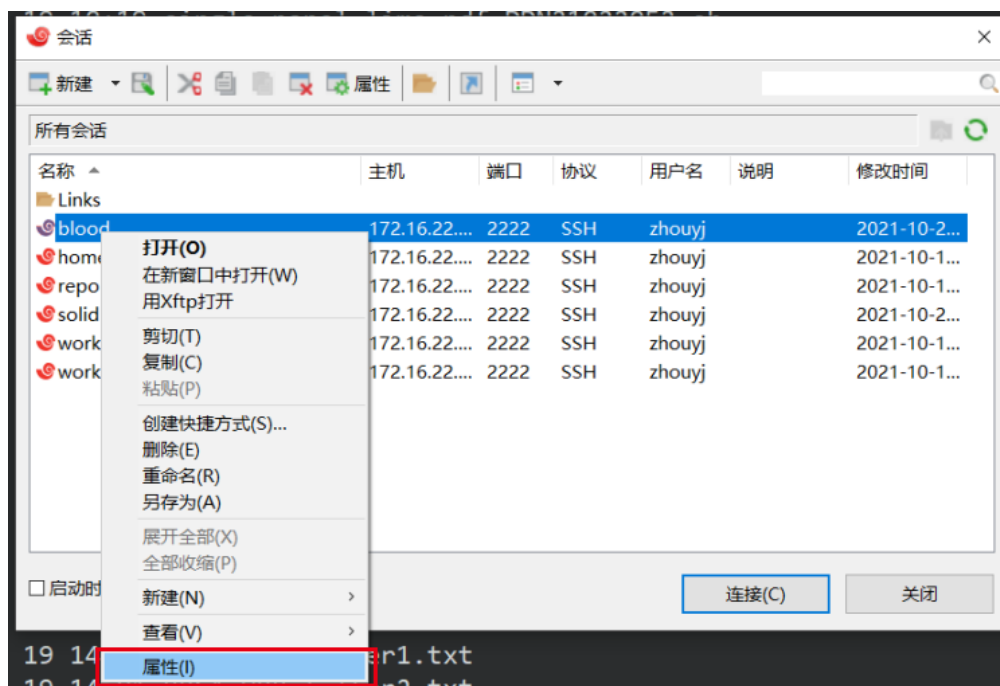 会话
新建 属性
所有会话
名称 主机 端口 协议 用户名 说明 修改时间
Links
blood 172.16.22.... 2222 SSH zhouyj 2021-10-2...
home 172.16.22.... 2222 SSH zhouyj 2021-10-1...
repo 172.16.22.... 2222 SSH zhouyj 2021-10-1...
solid 172.16.22.... 2222 SSH zhouyj 2021-10-2...
work 172.16.22.... 2222 SSH zhouyj 2021-10-1...
work 172.16.22.... 2222 SSH zhouyj 2021-10-1...
打开(O)
在新窗口中打开(W)
用Xftp打开
剪切(T)
复制(C)
粘贴(P)
创建快捷方式(S)...
删除(E)
重命名(R)
另存为(A)
展开全部(X)
全部收缩(P)
新建(N)
查看(V)
属性(I)
启动时
连接(C) 关闭
19 14 er1.txt